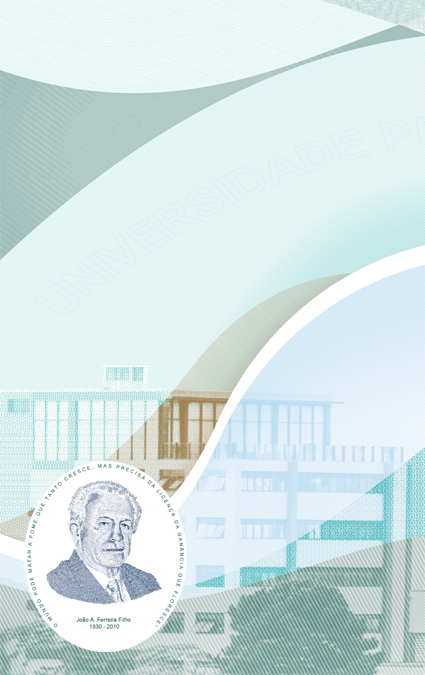 UNIVERSIDADE P
O MUNDO PODE MATAR A FOME QUE TANTO CRESCE, MAS PRECISA DA LICENÇA DA GANÂNCIA QUE FLORESCE.
João A. Ferreira Filho
1930 - 2010